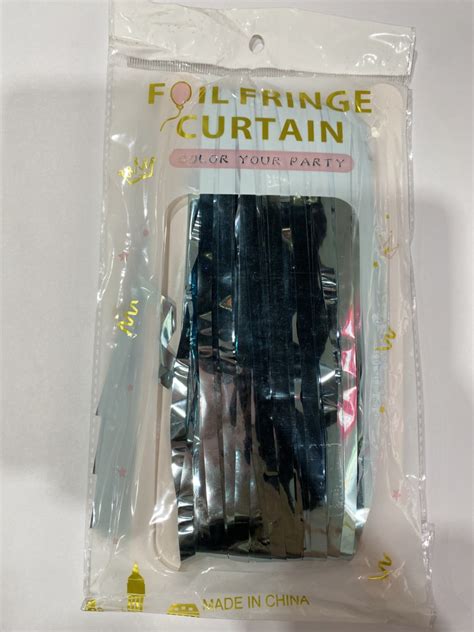 FOIL FRINGE
CURTAIN
COLOR YOUR PARTY
MADE IN CHINA